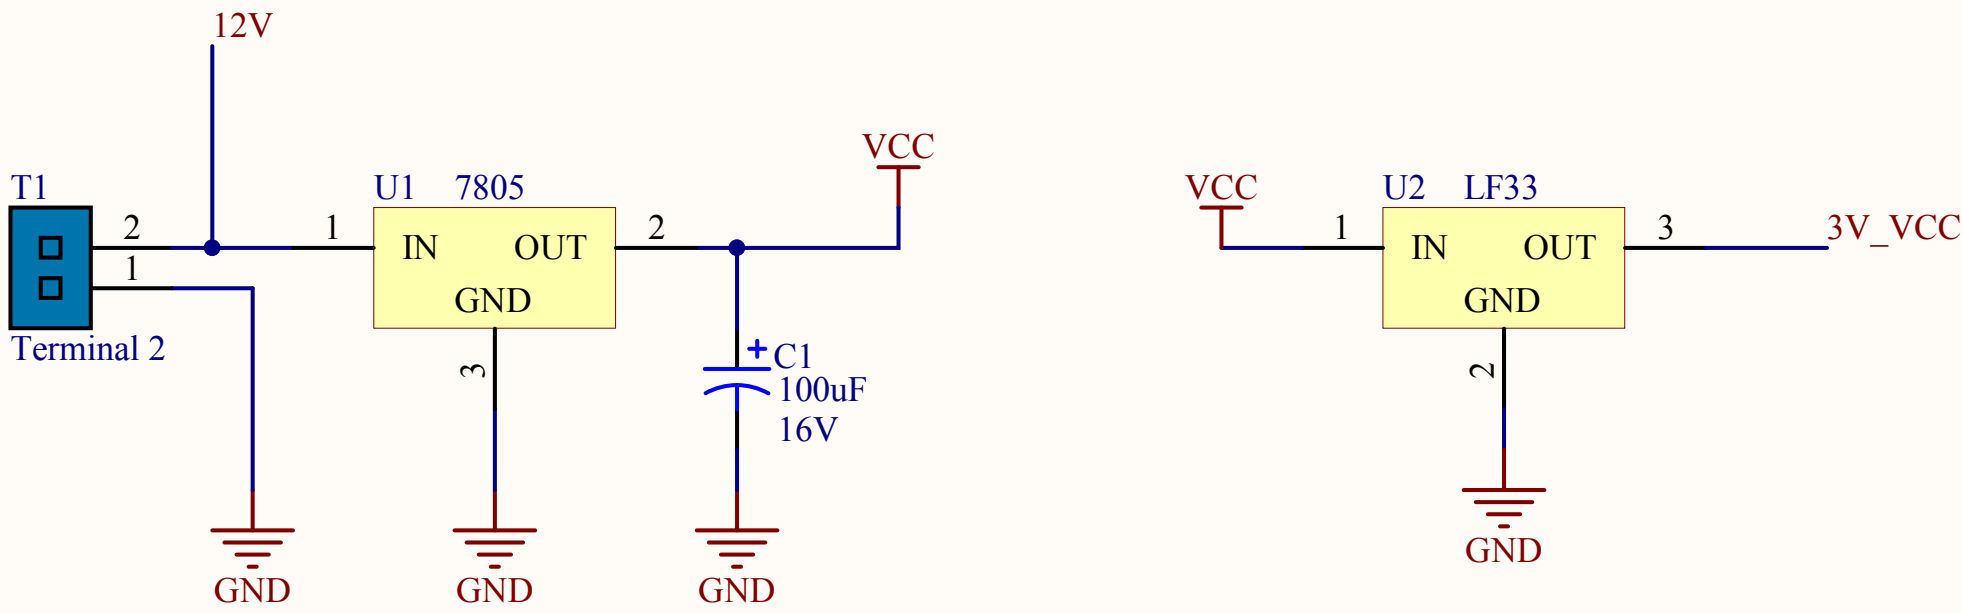 12V
VCC
T1
U1 7805
VCC
U2 LF33
2
1
IN
OUT
2
1
IN
OUT
3
3V_VCC
1
GND
GND
Terminal 2
3
+
C1
100uF
16V
2
GND
GND
GND
GND